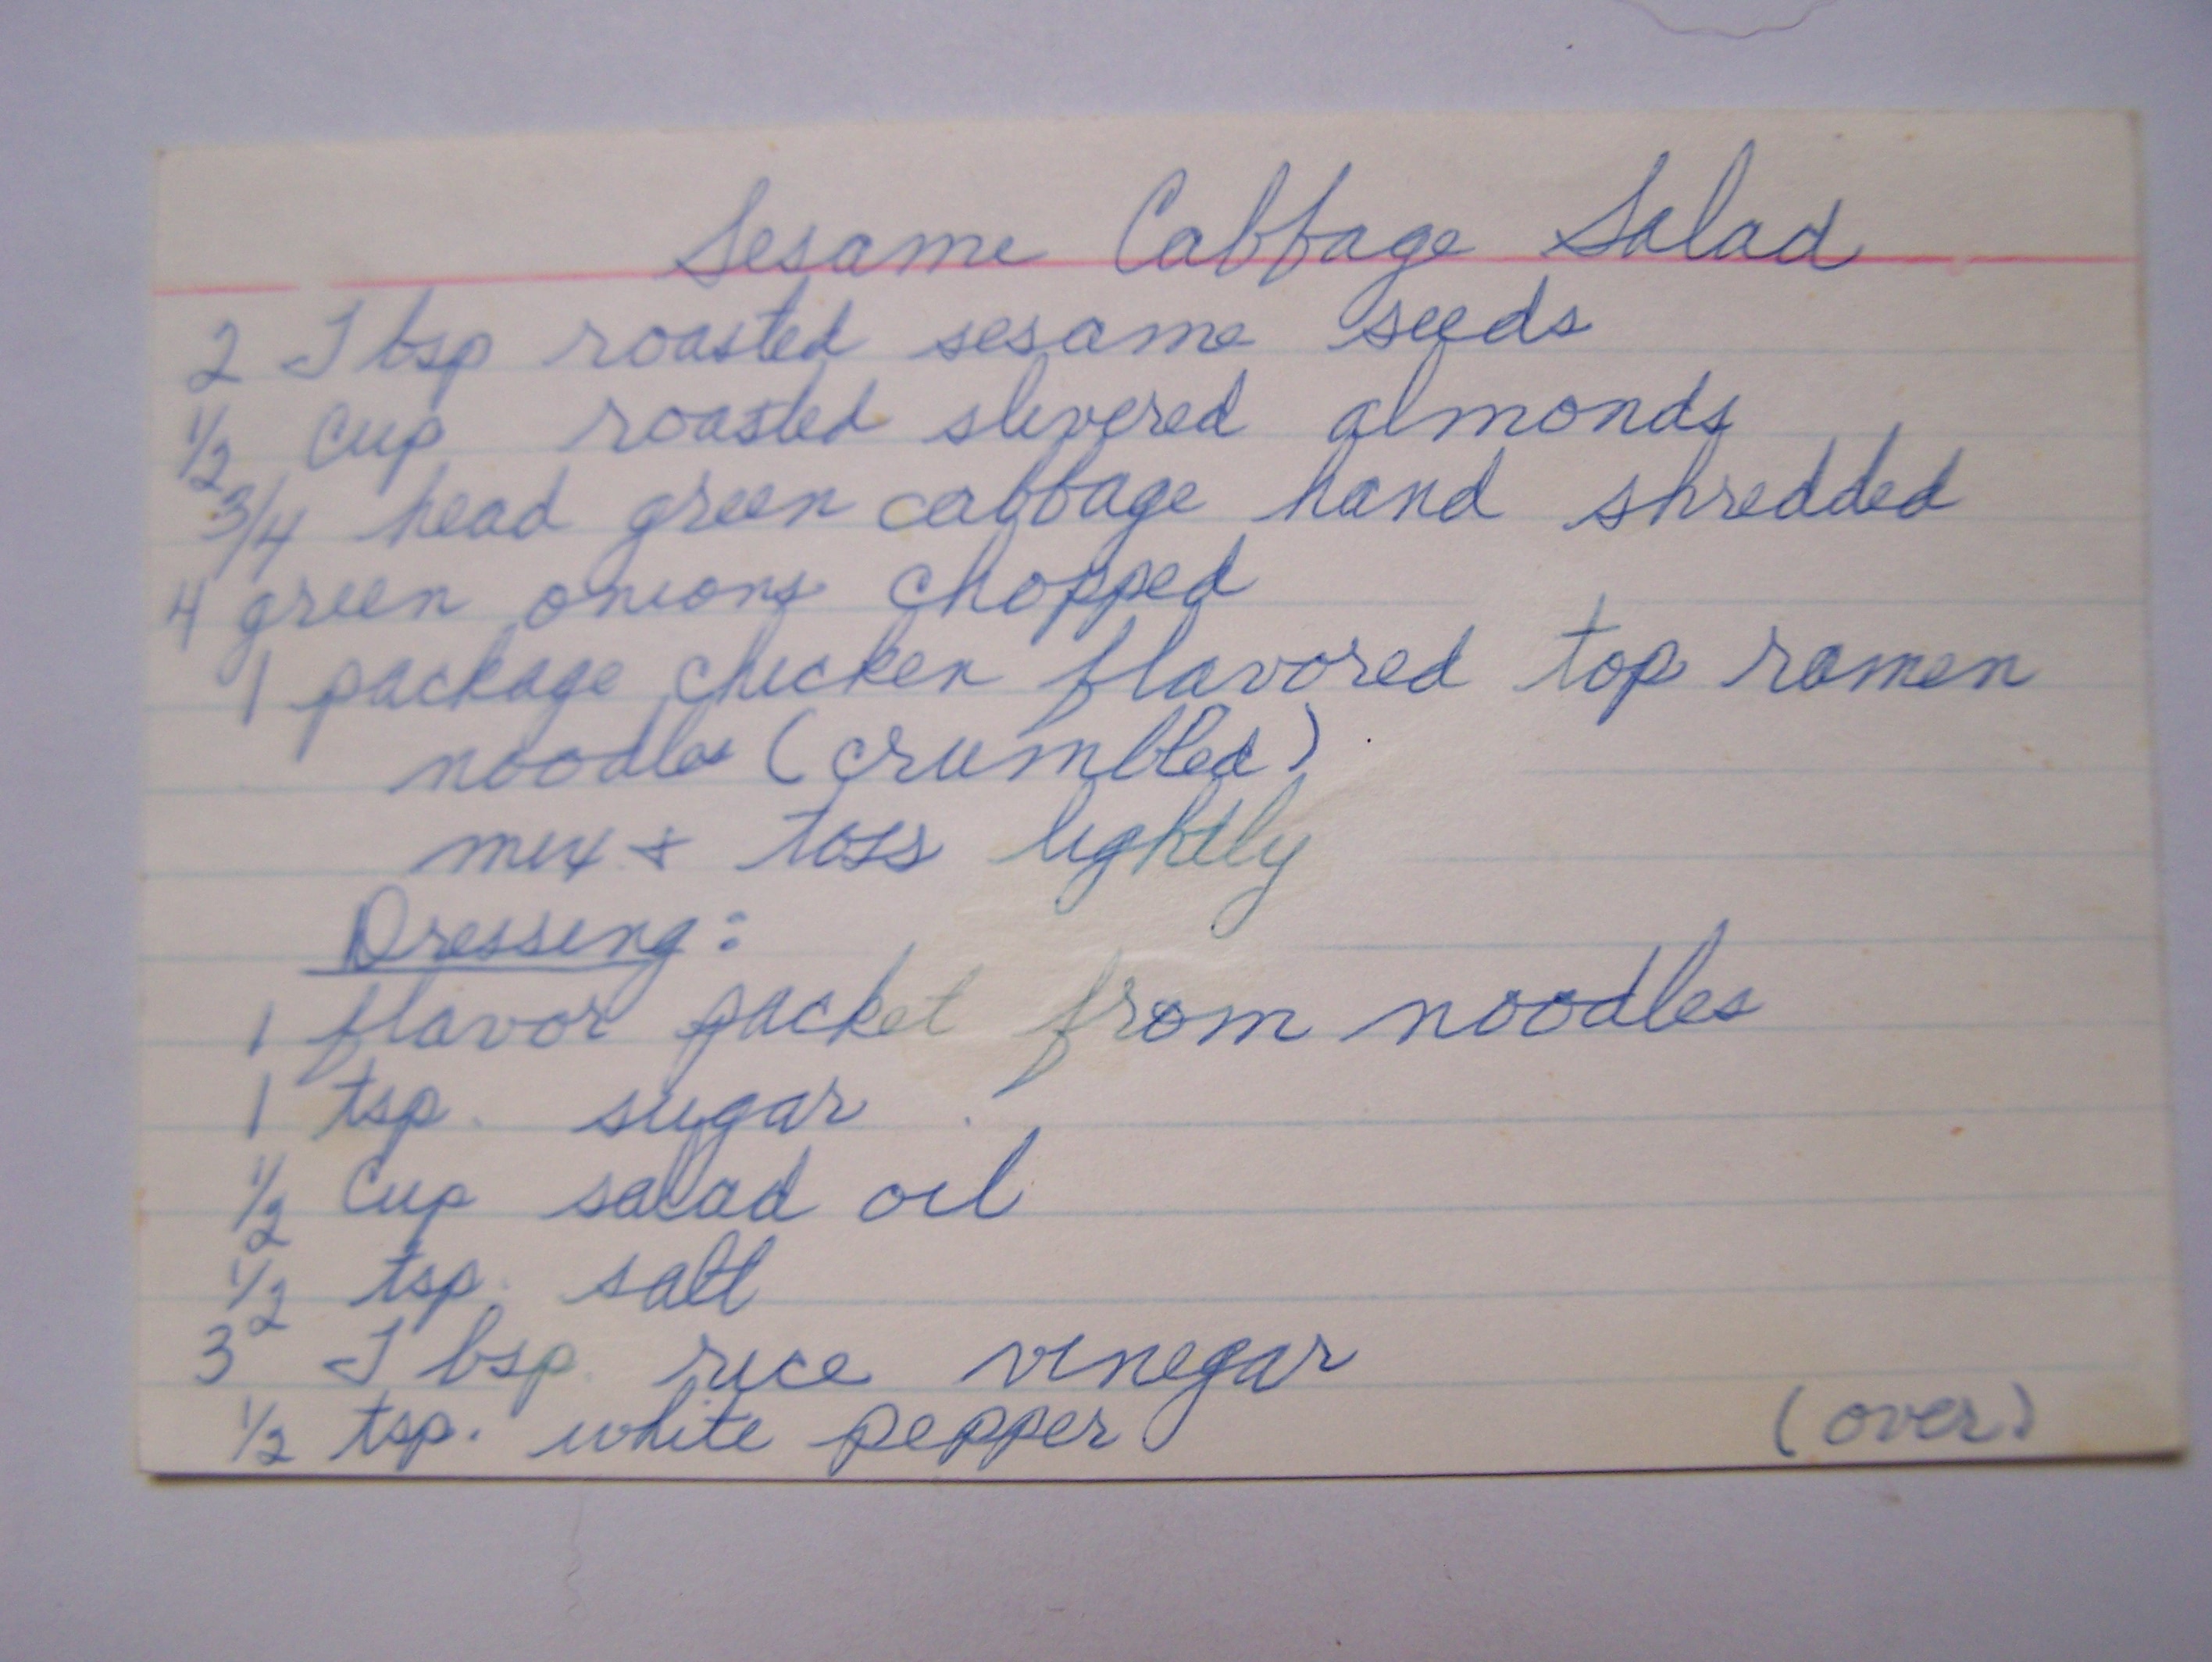 Sesame Cabbage Salad
2 Tbsp roasted sesame seeds
1/2 Cup roasted slivered almonds
3/4 head green cabbage hand shredded
4 green onions chopped
1 package chicken flavored top ramen
noodles (crumbled)
mix + toss lightly
Dressing:
1 flavor packet from noodles
1 tsp. sugar
1/2 Cup salad oil
1/2 tsp. salt
3 Tbsp. rice vinegar
1/2 tsp. white pepper
(over)